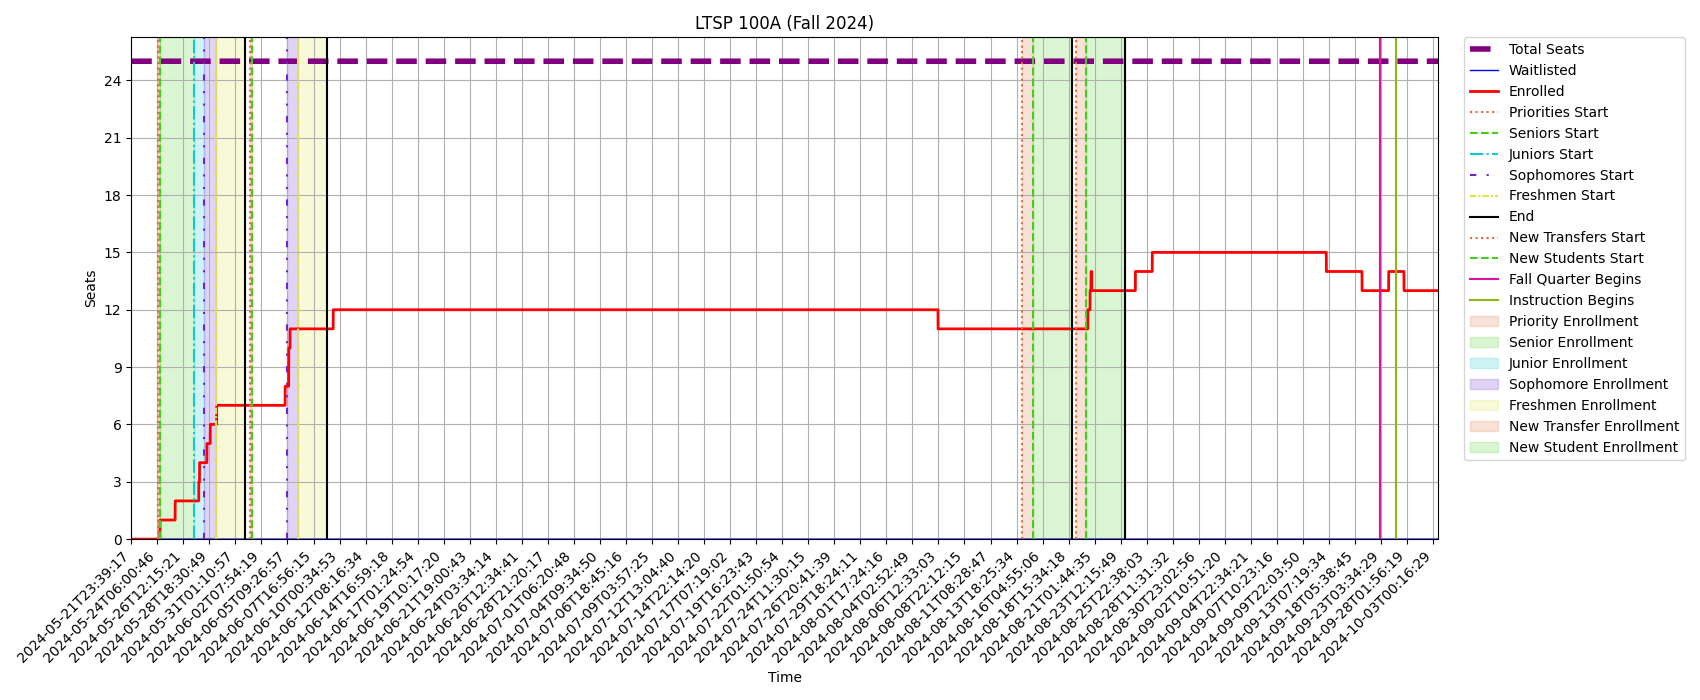 LTSP 100A (Fall 2024)
24
21
18
15
12
9
6
3
0
Seats
2024-05-21T23:39:17
2024-05-24T06:00:46
2024-05-26T12:15:21
2024-05-28T18:30:49
2024-05-31T01:10:57
2024-06-02T07:54:19
2024-06-05T09:26:57
2024-06-07T16:56:15
2024-06-10T00:34:53
2024-06-12T08:16:34
2024-06-14T16:59:18
2024-06-17T01:24:54
2024-06-19T10:17:20
2024-06-21T19:00:43
2024-06-24T03:34:14
2024-06-26T12:34:41
2024-06-28T21:20:17
2024-07-01T06:20:48
2024-07-04T09:34:50
2024-07-06T18:45:16
2024-07-09T03:57:25
2024-07-12T13:04:40
2024-07-14T22:14:20
2024-07-17T07:19:02
2024-07-19T16:23:43
2024-07-22T01:50:54
2024-07-24T11:30:15
2024-07-26T20:41:39
2024-07-29T18:24:11
2024-08-01T17:24:16
2024-08-04T02:52:49
2024-08-06T12:33:03
2024-08-08T22:12:15
2024-08-11T08:28:47
2024-08-13T18:25:34
2024-08-16T04:55:06
2024-08-18T15:34:18
2024-08-21T01:44:35
2024-08-23T12:15:49
2024-08-25T22:38:03
2024-08-28T11:31:32
2024-08-30T23:02:56
2024-09-02T10:51:20
2024-09-04T22:34:21
2024-09-07T10:23:16
2024-09-09T22:03:50
2024-09-13T07:19:34
2024-09-18T05:38:45
2024-09-23T03:34:29
2024-09-28T01:56:19
2024-10-03T00:16:29
Time
Total Seats
Waitlisted
Enrolled
Priorities Start
Seniors Start
Juniors Start
Sophomores Start
Freshmen Start
End
New Transfers Start
New Students Start
Fall Quarter Begins
Instruction Begins
Priority Enrollment
Senior Enrollment
Junior Enrollment
Sophomore Enrollment
Freshmen Enrollment
New Transfer Enrollment
New Student Enrollment